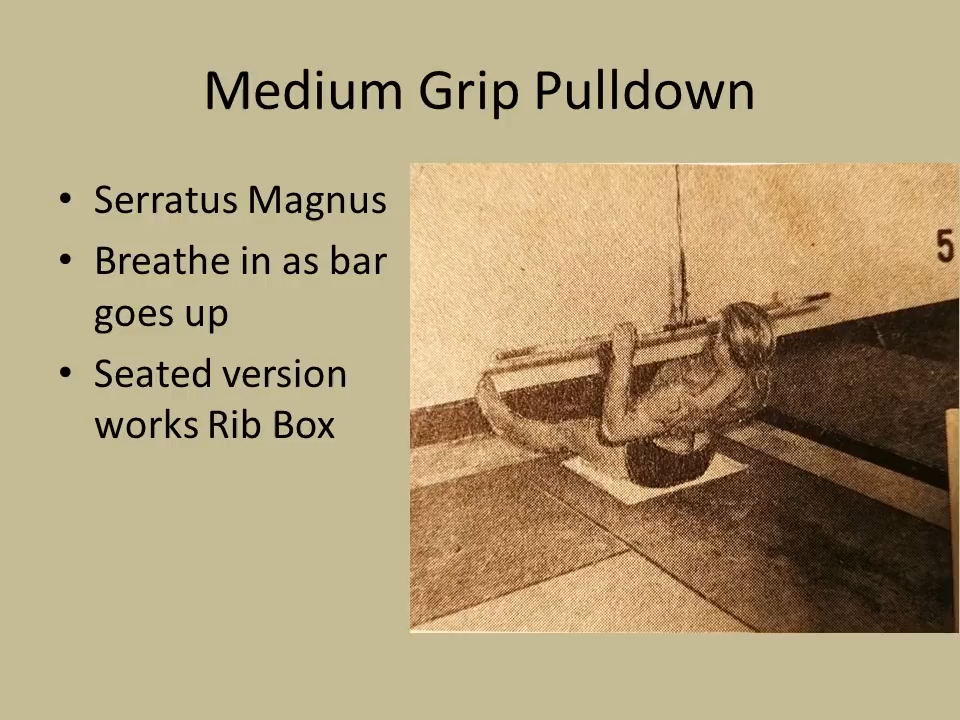 Medium Grip Pulldown
• Serratus Magnus
• Breathe in as bar
goes up
• Seated version
works Rib Box
5